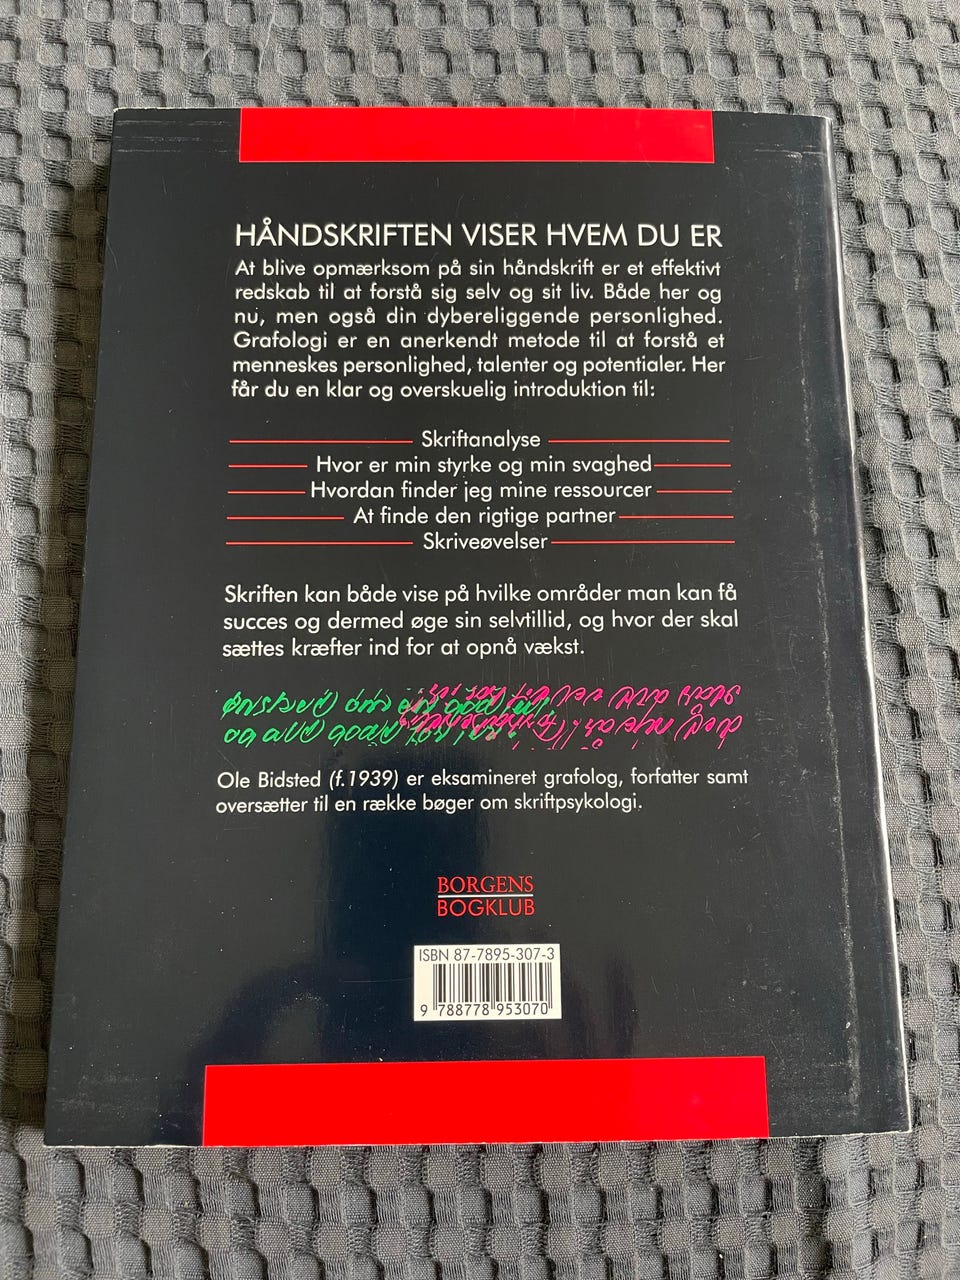 HÅNDSKRIFTEN VISER HVEM DU ER
At blive opmærksom på sin håndskrift er et effektivt
redskab til at forstå sig selv og sit liv. Både her og
nu, men også din dybereliggende personlighed.
Grafologi er en anerkendt metode til at forstå et
menneskes personlighed, talenter og potentialer. Her
får du en klar og overskuelig introduktion til:
Skriftanalyse
Hvor er min styrke og min svaghed
Hvordan finder jeg mine ressourcer
At finde den rigtige partner
Skriveøvelser
Skriften kan både vise på hvilke områder man kan få
succes og dermed øge sin selvtillid, og hvor der skal
sættes kræfter ind for at opnå vækst.
Ole Bidsted (f.1939) er eksamineret grafolog, forfatter samt
oversætter til en række bøger om skriftpsykologi.
BORGENS
BOGKLUB
ISBN 87-7895-307-3
9 788778 953070